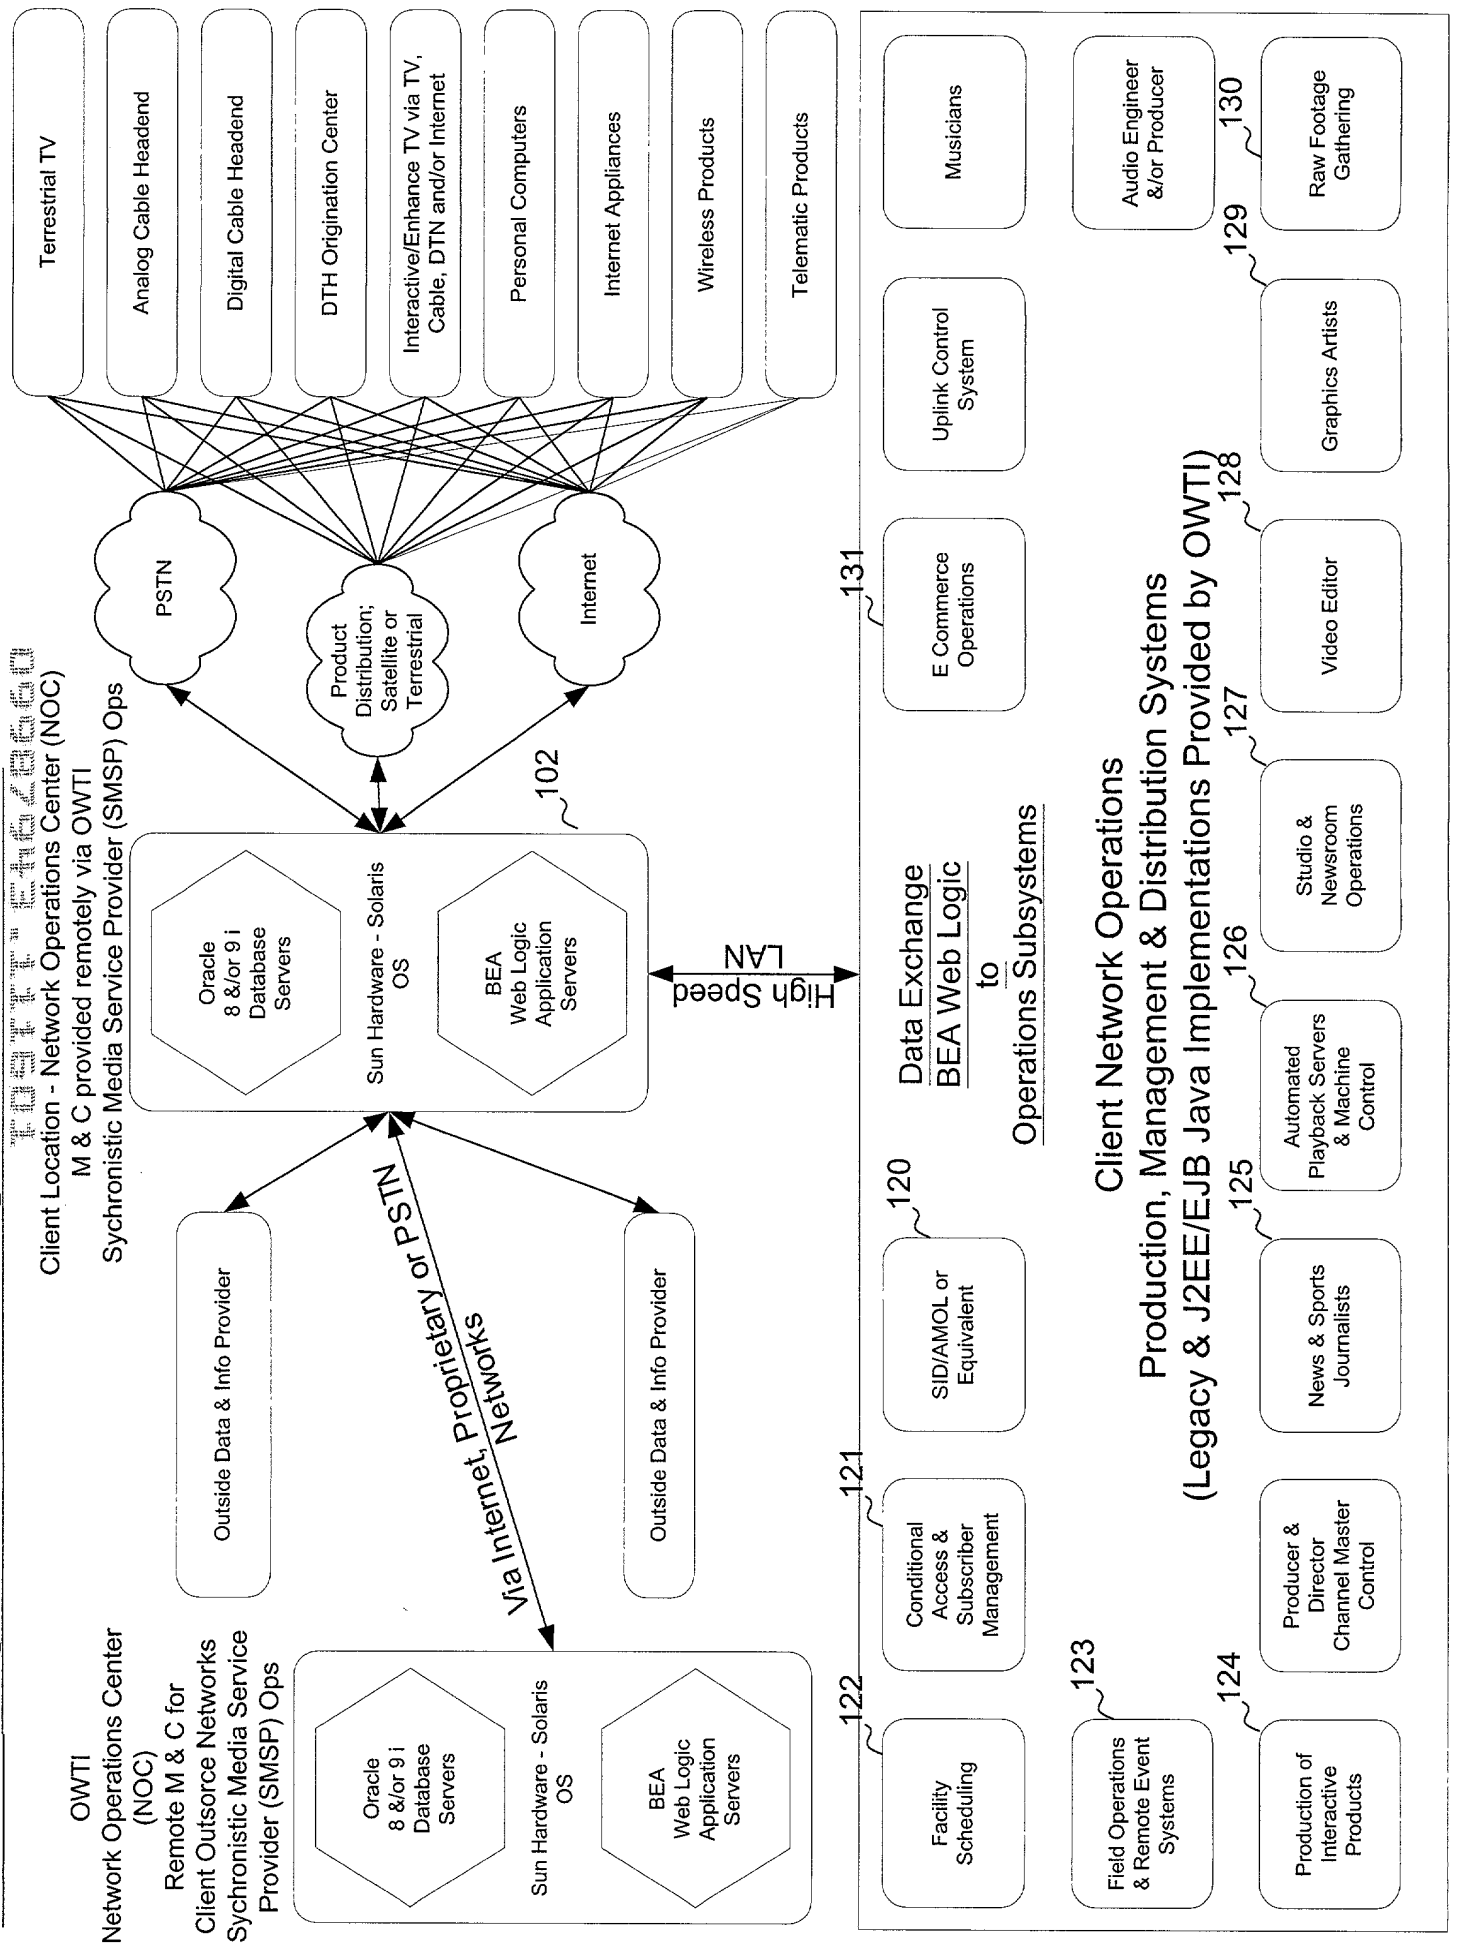 OWTI
Network Operations Center
(NOC)
Remote M & C for
Client Outsorce Networks
Sychronistic Media Service
Provider (SMSP) Ops
Oracle
8 &/or 9 i
Database
Servers
Sun Hardware - Solaris
OS
BEA
Web Logic
Application
Servers
Outside Data & Info Provider
Via Internet, Proprietary or PSTN
Networks
Outside Data & Info Provider
Client Location - Network Operations Center (NOC)
M & C provided remotely via OWTI
Sychronistic Media Service Provider (SMSP) Ops
Oracle
8 &/or 9 i
Database
Servers
Sun Hardware - Solaris
OS
BEA
Web Logic
Application
Servers
102
High Speed
LAN
PSTN
Product
Distribution;
Satellite or
Terrestrial
Internet
Terrestrial TV
Analog Cable Headend
Digital Cable Headend
DTH Origination Center
Interactive/Enhance TV via TV,
Cable, DTN and/or Internet
Personal Computers
Internet Appliances
Wireless Products
Telematic Products
122
Facility
Scheduling
121
Conditional
Access &
Subscriber
Management
120
SID/AMOL or
Equivalent
Data Exchange
BEA Web Logic
to
Operations Subsystems
131
E Commerce
Operations
Uplink Control
System
Musicians
123
Field Operations
& Remote Event
Systems
Client Network Operations
Production, Management & Distribution Systems
(Legacy & J2EE/EJB Java Implementations Provided by OWTI)
Audio Engineer
&/or Producer
124
Production of
Interactive
Products
Producer &
Director
Channel Master
Control
125
News & Sports
Journalists
126
Automated
Playback Servers
& Machine
Control
127
Studio &
Newsroom
Operations
128
Video Editor
129
Graphics Artists
130
Raw Footage
Gathering